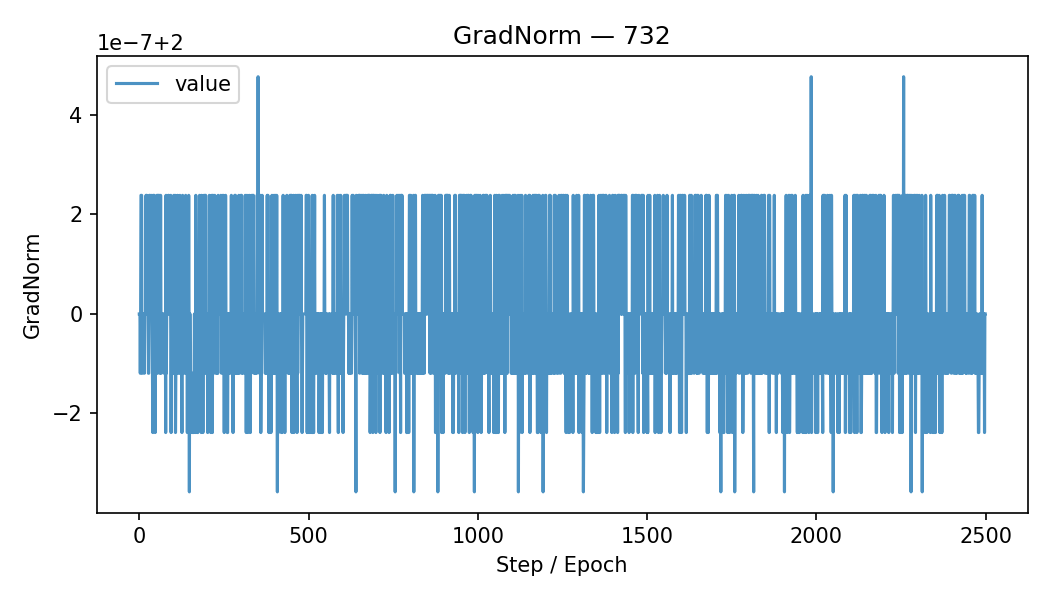 GradNorm — 732
1e−7+2
value
4
2
0
−2
GradNorm
0
500
1000
1500
2000
2500
Step / Epoch